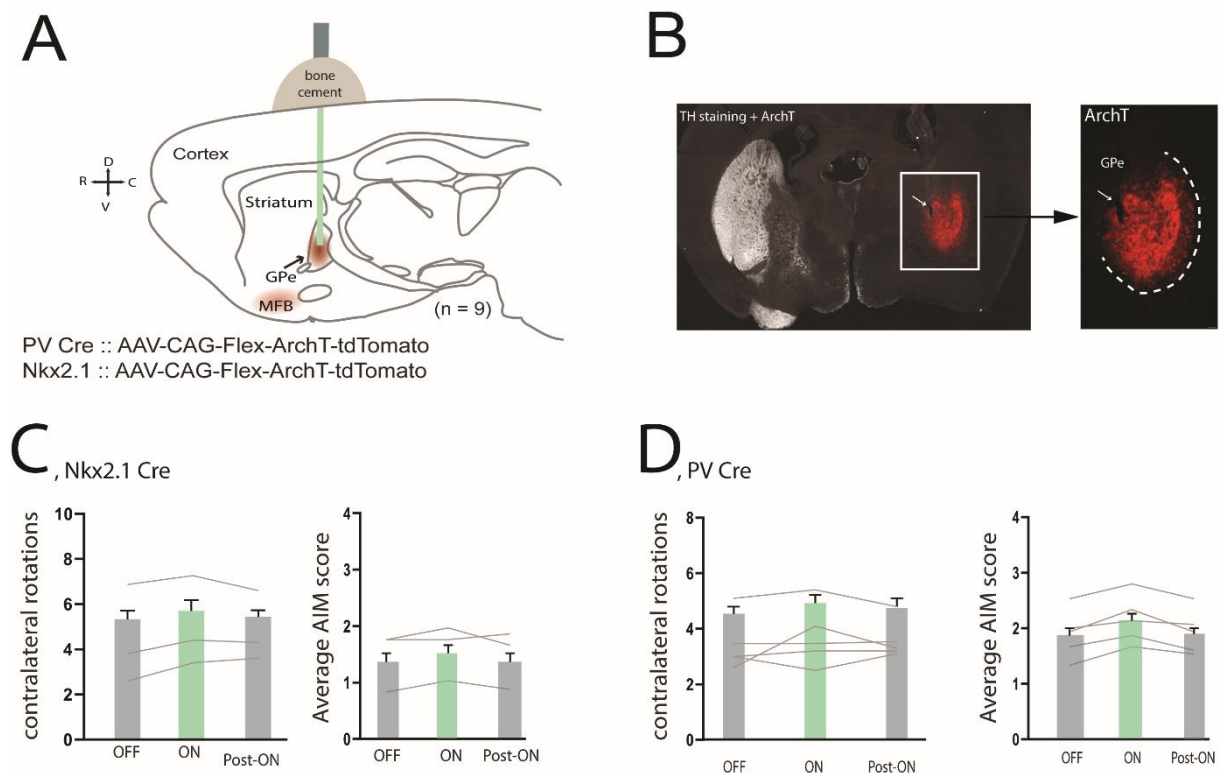 A
bone
cement
Cortex
D
R
C
V
Striatum
GPe
MFB
(n = 9)
PV Cre :: AAV-CAG-Flex-ArchT-tdTomato
Nkx2.1 :: AAV-CAG-Flex-ArchT-tdTomato
B
TH staining + ArchT
ArchT
GPe
C, Nkx2.1 Cre
contralateral rotations
10
8
6
4
2
0
OFF ON Post-ON
Average AIM score
4
3
2
1
0
OFF ON Post-ON
D, PV Cre
contralateral rotations
8
6
4
2
0
OFF ON Post-ON
Average AIM score
4
3
2
1
0
OFF ON Post-ON